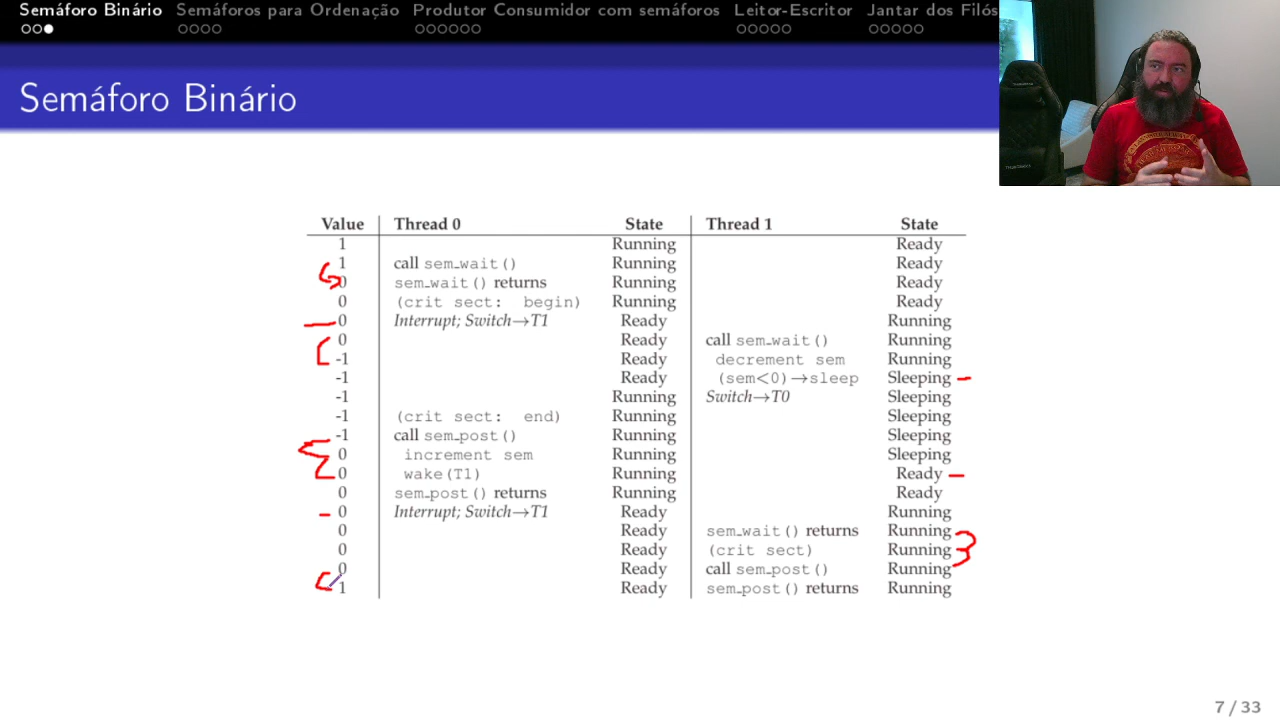 Semáforo Binário Semáforos para Ordenação Produtor Consumidor com semáforos Leitor-Escritor Jantar dos Filós
Semáforo Binário
Value Thread 0 State Thread 1 State
1 Running Ready
1 call sem_wait() Running Ready
0 sem_wait() returns Running Ready
0 (crit sect: begin) Running Ready
0 Interrupt; Switch→T1 Ready Running
0 Ready call sem_wait() Running
-1 Ready decrement sem Running
-1 Ready (sem<0)→sleep Sleeping
-1 Running Switch→T0 Sleeping
-1 (crit sect: end) Running Sleeping
-1 call sem_post() Running Sleeping
0 increment sem Running Sleeping
0 wake(T1) Running Ready
0 sem_post() returns Running Ready
0 Interrupt; Switch→T1 Ready Running
0 Ready sem_wait() returns Running
0 Ready (crit sect) Running
0 Ready call sem_post() Running
1 Ready sem_post() returns Running
7 / 33